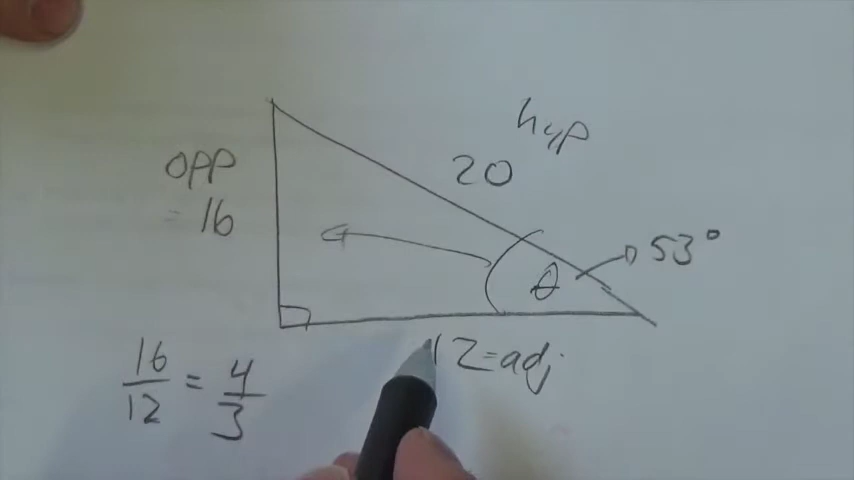 hyp
opp
= 16
20
θ
53°
12 = adj
16/12 = 4/3